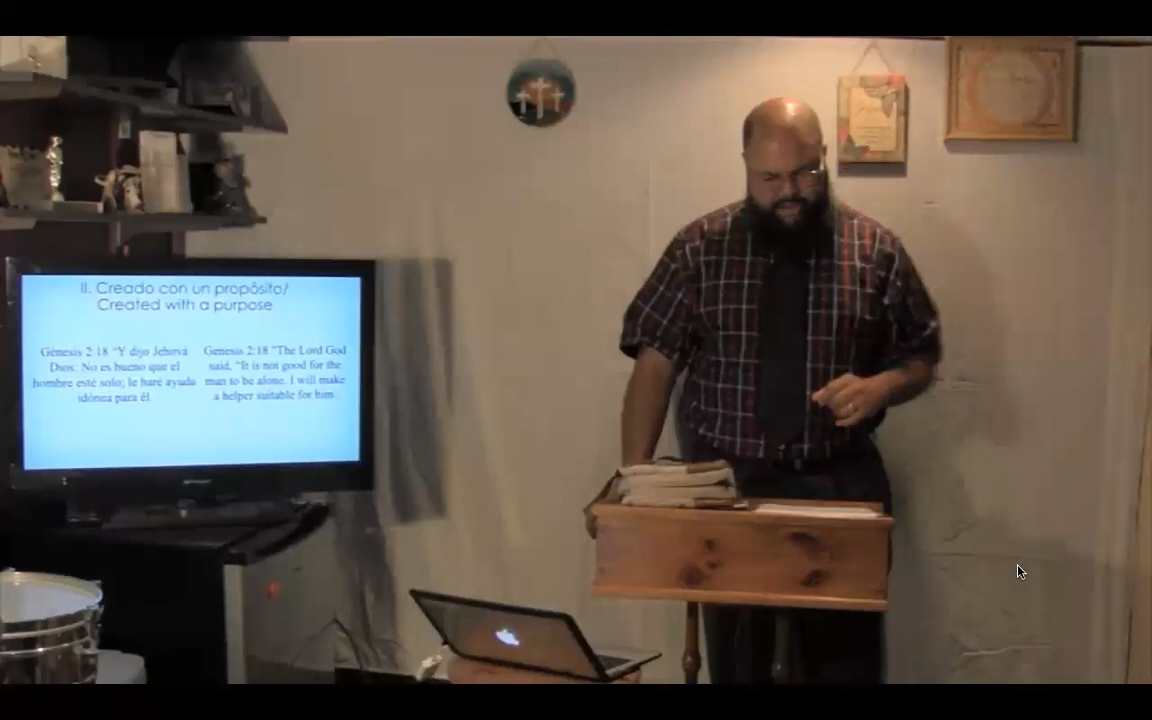 II. Creado con un propósito/
Created with a purpose
Génesis 2:18 "Y dijo Jehová
Dios: No es bueno que el
hombre esté solo; le haré ayuda
idónea para él.
Genesis 2:18 "The Lord God
said, "It is not good for the
man to be alone. I will make
a helper suitable for him.